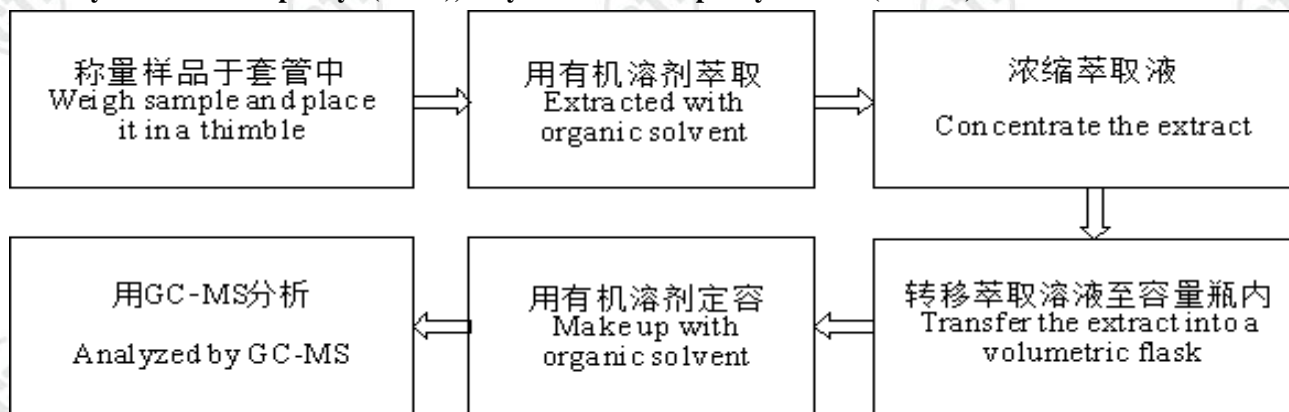 称量样品于套管中
Weigh sample and place
it in a thimble
用有机溶剂萃取
Extracted with
organic solvent
浓缩萃取液
Concentrate the extract
转移萃取溶液至容量瓶内
Transfer the extract into a
volumetric flask
用有机溶剂定容
Make up with
organic solvent
用GC-MS分析
Analyzed by GC-MS